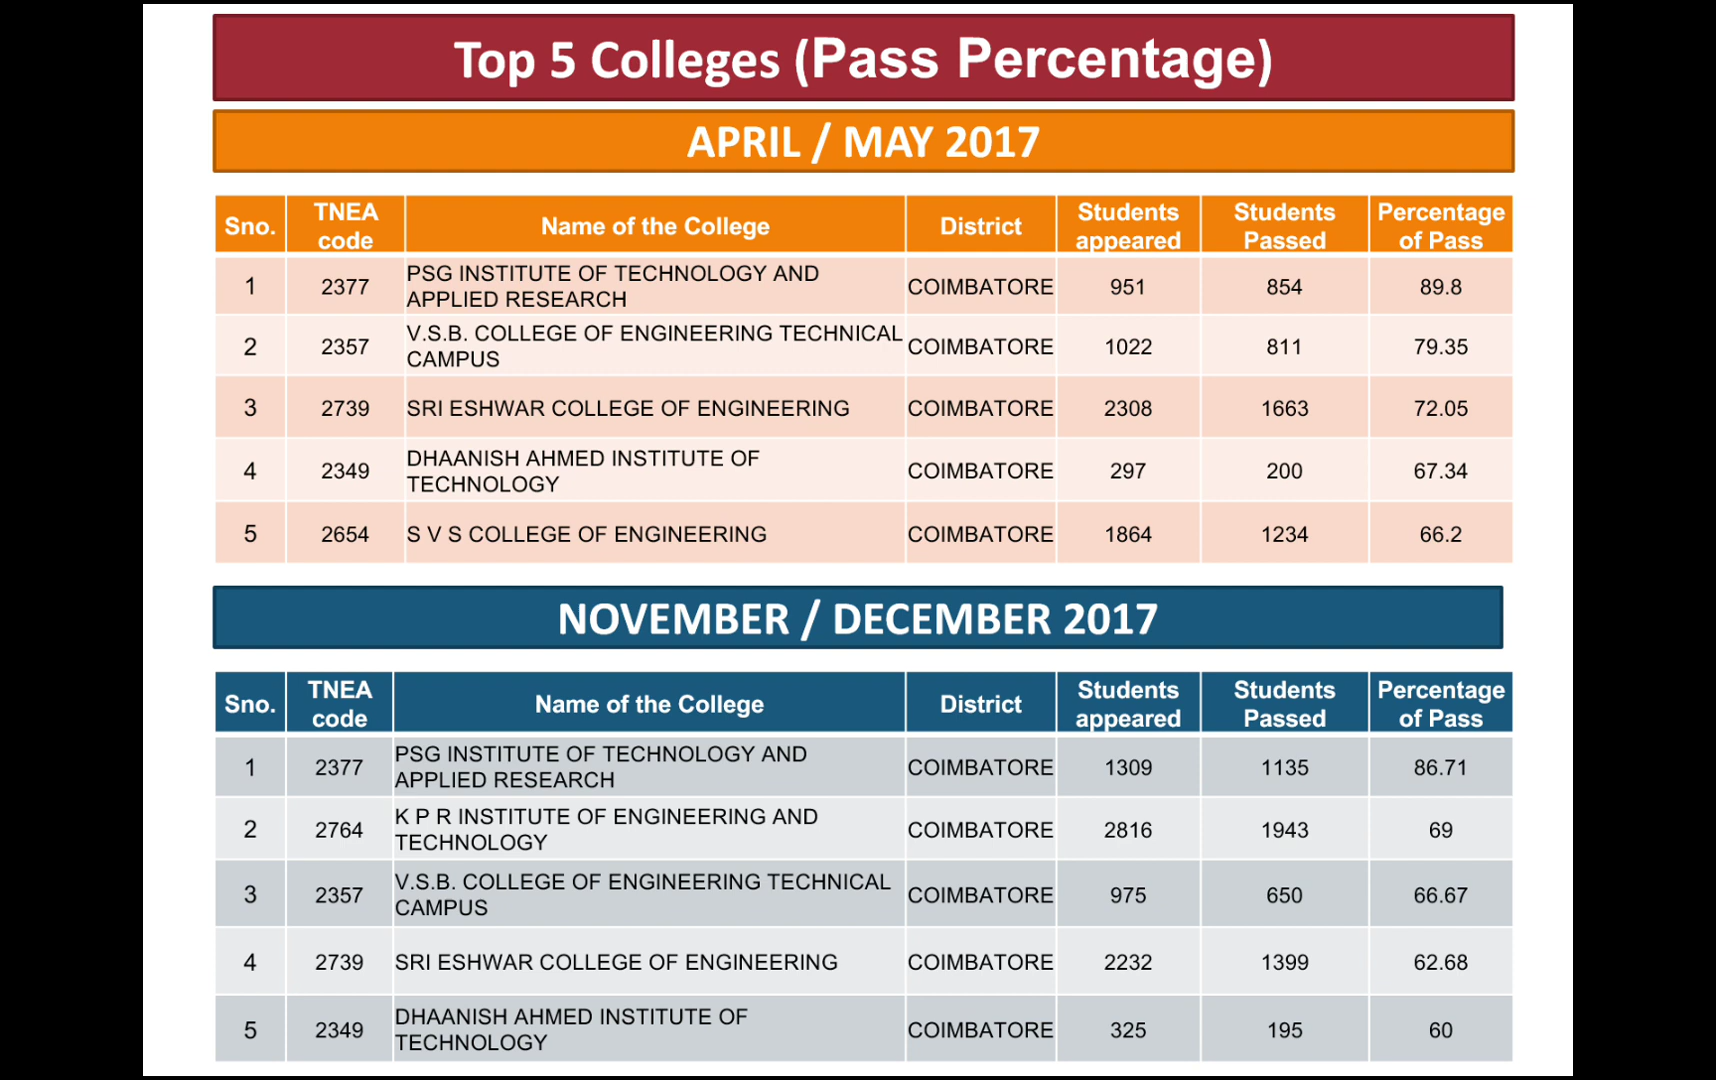 Top 5 Colleges (Pass Percentage)
APRIL / MAY 2017
Sno. TNEA code Name of the College District Students appeared Students Passed Percentage of Pass
1 2377 PSG INSTITUTE OF TECHNOLOGY AND APPLIED RESEARCH COIMBATORE 951 854 89.8
2 2357 V.S.B. COLLEGE OF ENGINEERING TECHNICAL CAMPUS COIMBATORE 1022 811 79.35
3 2739 SRI ESHWAR COLLEGE OF ENGINEERING COIMBATORE 2308 1663 72.05
4 2349 DHAANISH AHMED INSTITUTE OF TECHNOLOGY COIMBATORE 297 200 67.34
5 2654 S V S COLLEGE OF ENGINEERING COIMBATORE 1864 1234 66.2
NOVEMBER / DECEMBER 2017
Sno. TNEA code Name of the College District Students appeared Students Passed Percentage of Pass
1 2377 PSG INSTITUTE OF TECHNOLOGY AND APPLIED RESEARCH COIMBATORE 1309 1135 86.71
2 2764 K P R INSTITUTE OF ENGINEERING AND TECHNOLOGY COIMBATORE 2816 1943 69
3 2357 V.S.B. COLLEGE OF ENGINEERING TECHNICAL CAMPUS COIMBATORE 975 650 66.67
4 2739 SRI ESHWAR COLLEGE OF ENGINEERING COIMBATORE 2232 1399 62.68
5 2349 DHAANISH AHMED INSTITUTE OF TECHNOLOGY COIMBATORE 325 195 60